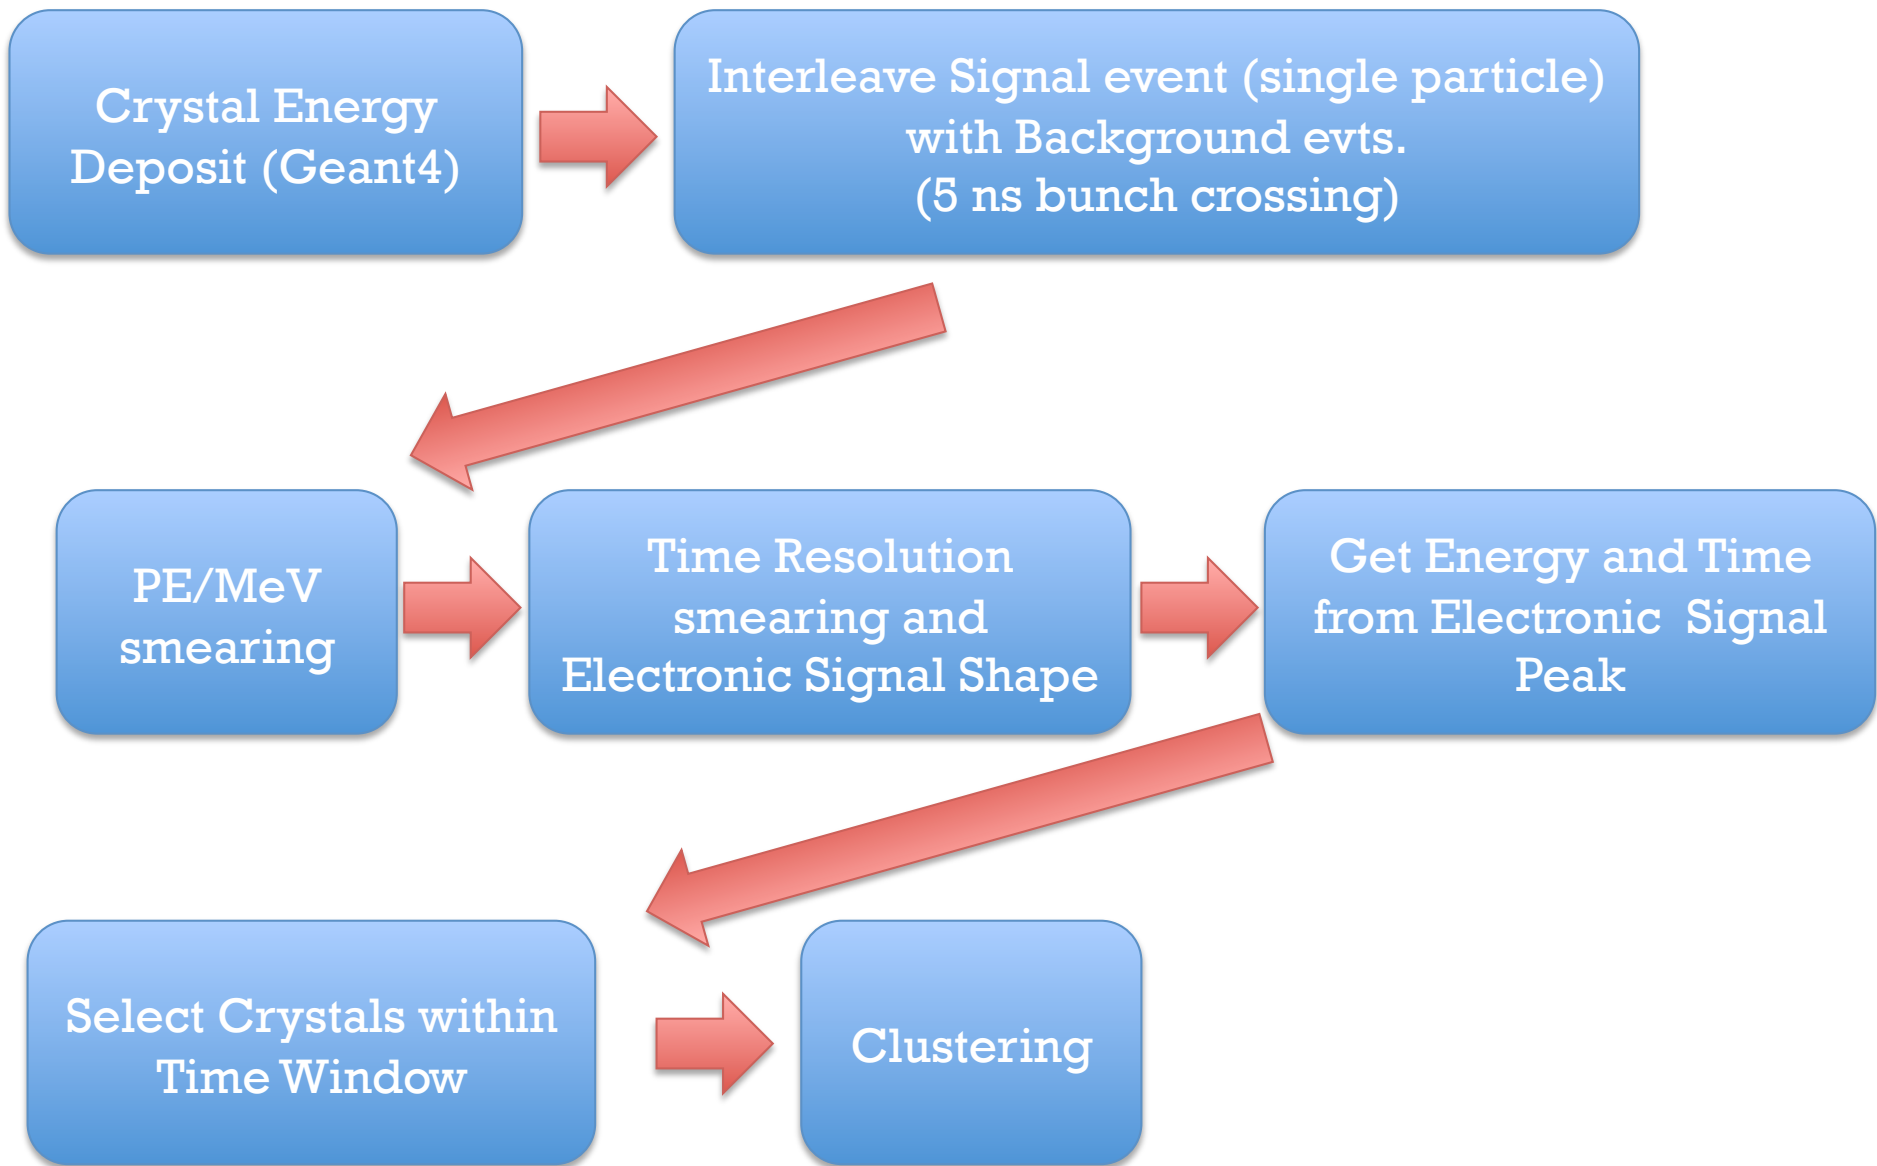 Crystal Energy
Deposit (Geant4)
Interleave Signal event (single particle)
with Background evts.
(5 ns bunch crossing)
PE/MeV
smearing
Time Resolution
smearing and
Electronic Signal Shape
Get Energy and Time
from Electronic Signal
Peak
Select Crystals within
Time Window
Clustering